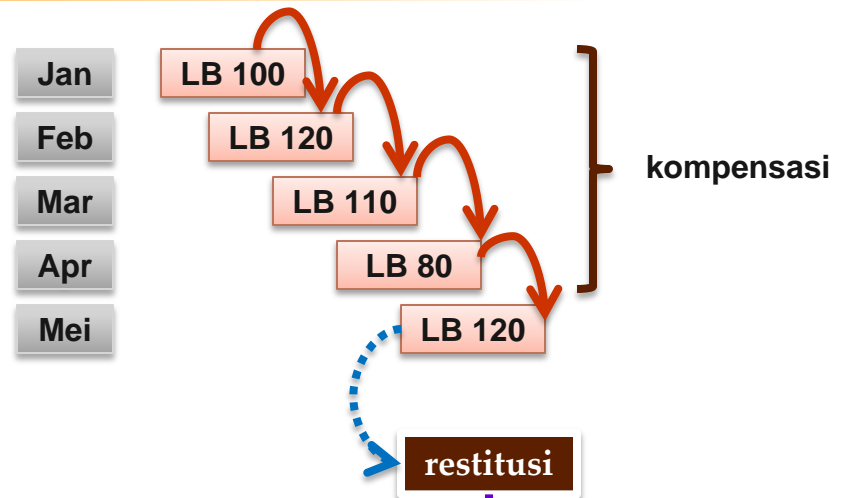 Jan LB 100
Feb LB 120
kompensasi
Mar LB 110
Apr LB 80
Mei LB 120
restitusi